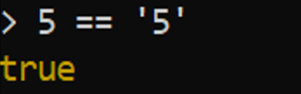 > 5 == '5'
true